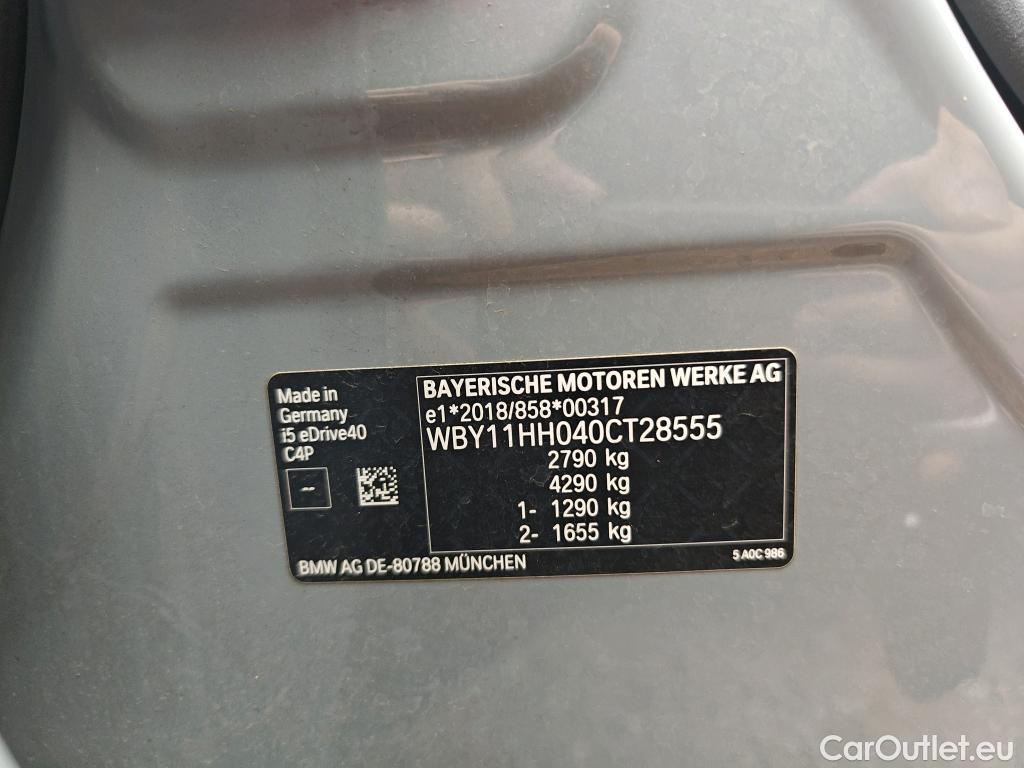 Made in
Germany
i5 eDrive40
C4P
--
BAYERISCHE MOTOREN WERKE AG
e1*2018/858*00317
WBY11HH040CT28555
2790 kg
4290 kg
1- 1290 kg
2- 1655 kg
BMW AG DE-80788 MÜNCHEN
5 A0C 986
CarOutlet.eu